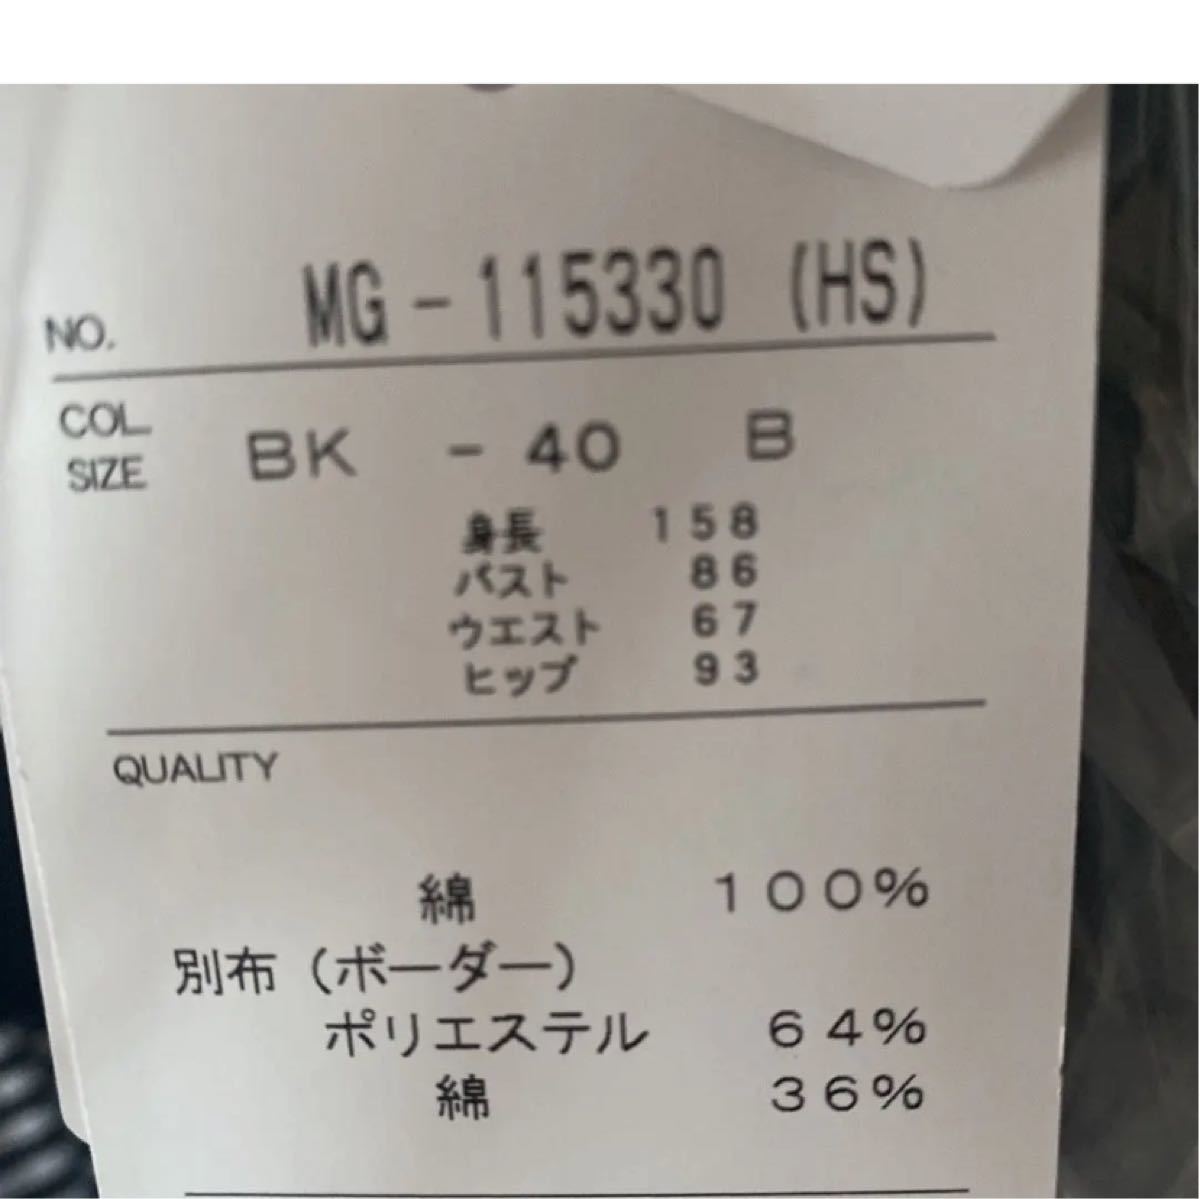 NO. MG-115330 (HS)
COL
SIZE BK -40 B
身長 158
バスト 86
ウエスト 67
ヒップ 93
QUALITY
綿 100%
別布(ボーダー)
ポリエステル 64%
綿 36%